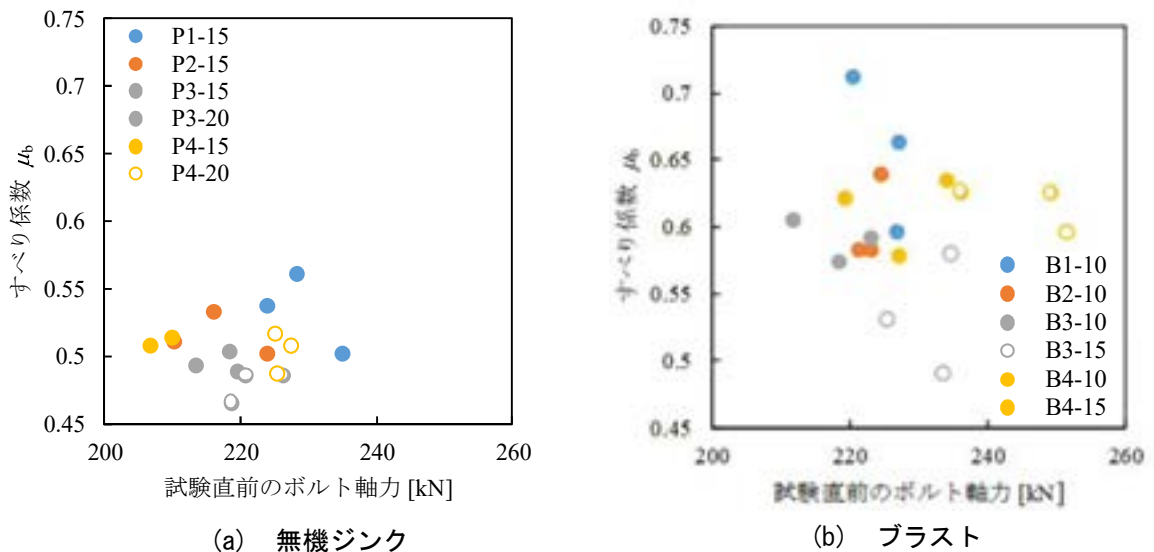 0.75
0.7
0.65
0.6
0.55
0.5
0.45
すべり係数 μb
P1-15
P2-15
P3-15
P3-20
P4-15
P4-20
200
220
240
260
試験直前のボルト軸力 [kN]
(a) 無機ジンク
0.75
0.7
0.65
0.6
0.55
0.5
0.45
すべり係数 μb
B1-10
B2-10
B3-10
B3-15
B4-10
B4-15
200
220
240
260
試験直前のボルト軸力 [kN]
(b) ブラスト